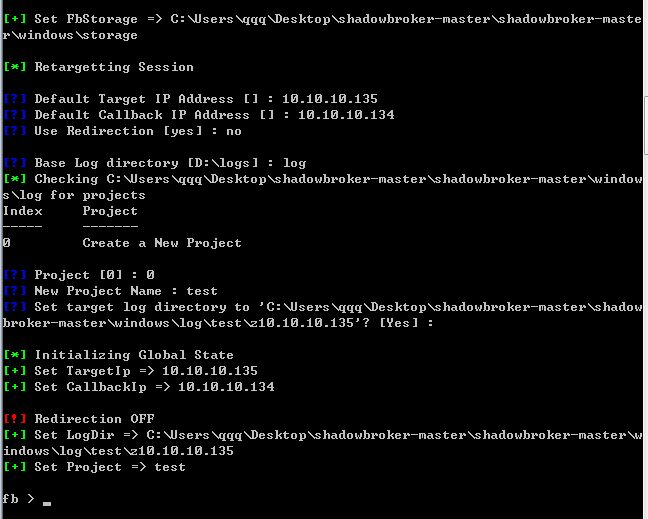 [+] Set FbStorage => C:\Users\qqq\Desktop\shadowbroker-master\shadowbroker-maste
r\windows\storage
[*] Retargetting Session
[?] Default Target IP Address [] : 10.10.10.135
[?] Default Callback IP Address [] : 10.10.10.134
[?] Use Redirection [yes] : no
[?] Base Log directory [D:\logs] : log
[*] Checking C:\Users\qqq\Desktop\shadowbroker-master\shadowbroker-master\window
s\log for projects
Index     Project
-----     -------
0         Create a New Project
[?] Project [0] : 0
[?] New Project Name : test
[?] Set target log directory to 'C:\Users\qqq\Desktop\shadowbroker-master\shadow
broker-master\windows\log\test\z10.10.10.135'? [Yes] :
[*] Initializing Global State
[+] Set TargetIp => 10.10.10.135
[+] Set CallbackIp => 10.10.10.134
[!] Redirection OFF
[+] Set LogDir => C:\Users\qqq\Desktop\shadowbroker-master\shadowbroker-master\w
indows\log\test\z10.10.10.135
[+] Set Project => test
fb > _